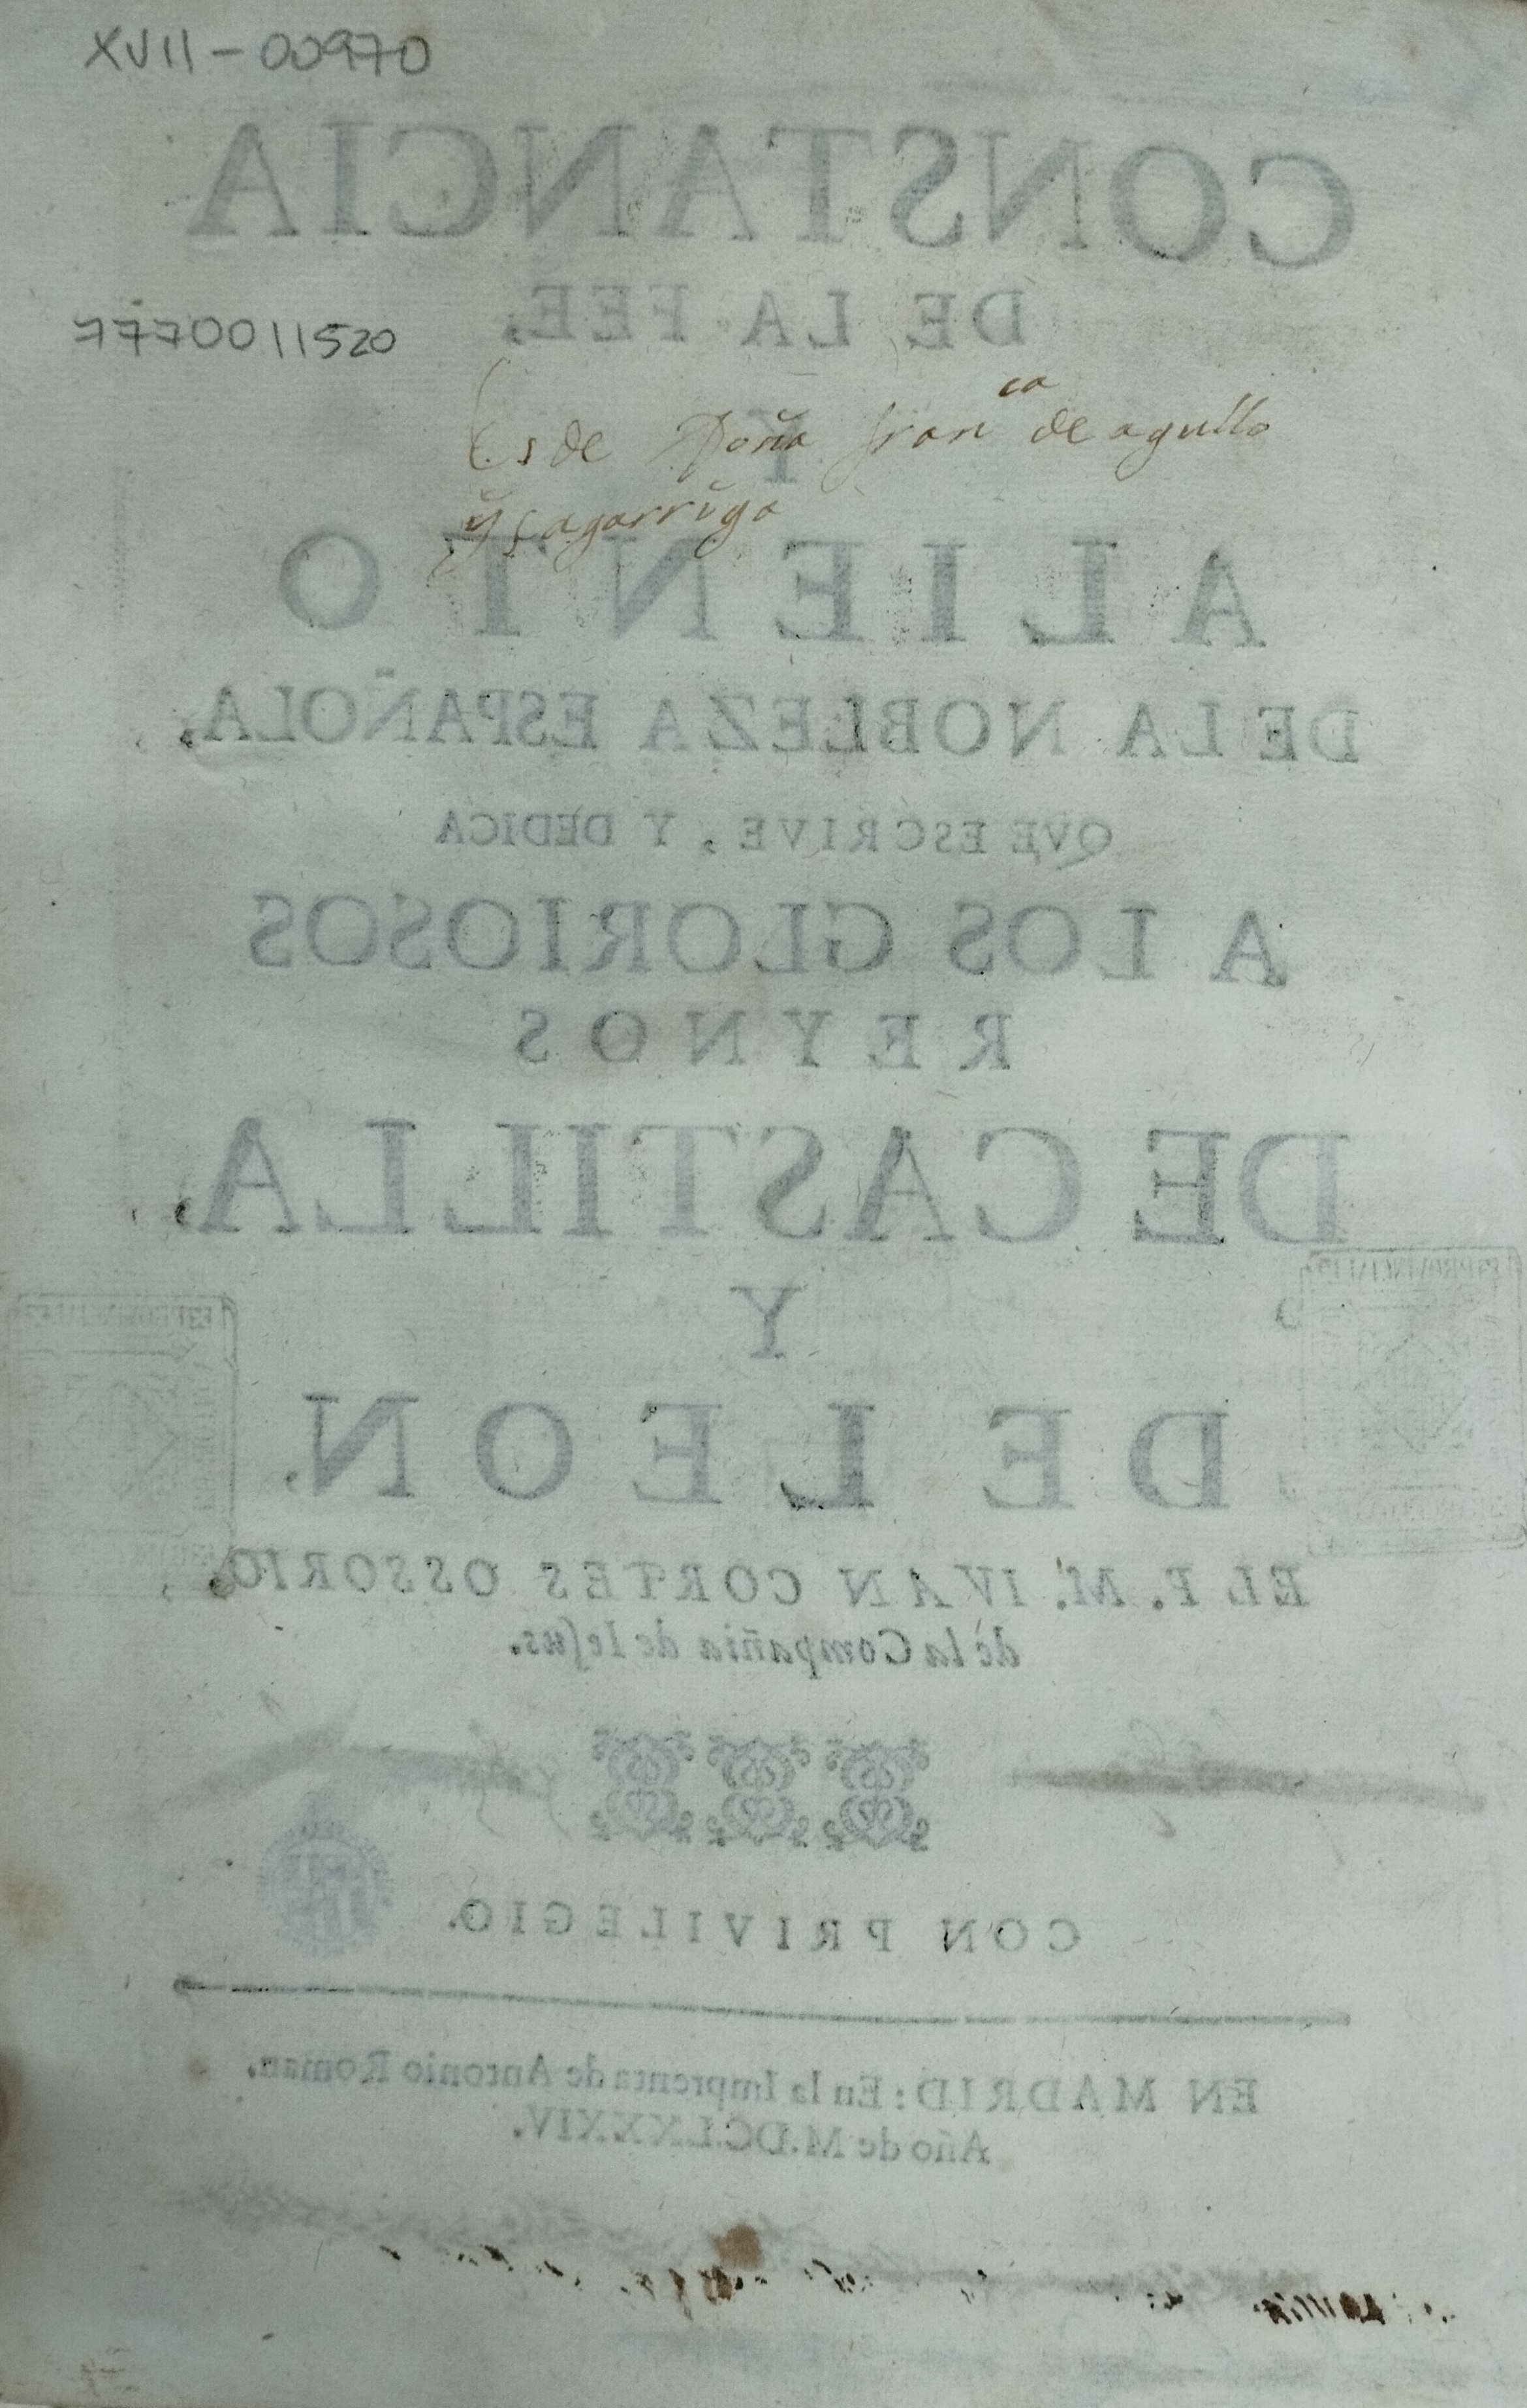 XVII - 00970
CONSTANCIA
DE LA FEE,
7770011520
Y
Es de Doña fran^ca de agullo
y sagarriga
ALIENTO
DE LA NOBLEZA ESPAÑOLA,
QVE ESCRIVE, Y DEDICA
A LOS GLORIOSOS
REYNOS
DE CASTILLA,
Y
DE LEON,
EL P. M. IVAN CORTES OSSORIO,
de la Compañia de Iesus.
CON PRIVILEGIO.
EN MADRID: En la Imprenta de Antonio Roman.
Año de M.DC.LXXXIV.